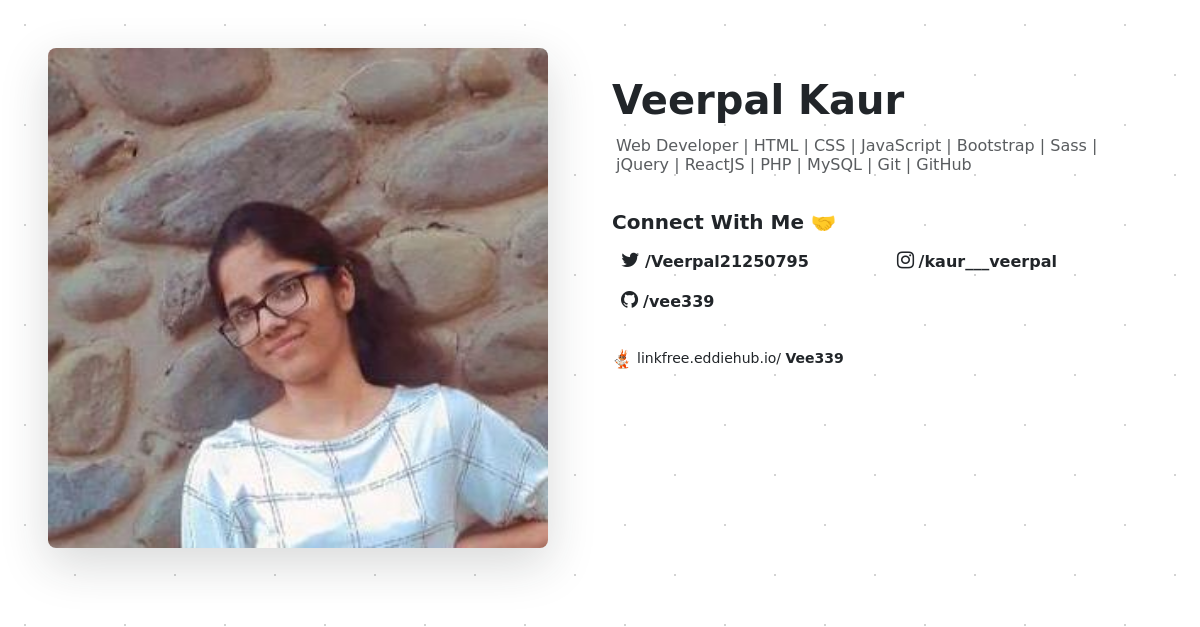 Veerpal Kaur
Web Developer | HTML | CSS | JavaScript | Bootstrap | Sass |
jQuery | ReactJS | PHP | MySQL | Git | GitHub
Connect With Me 🤝
/Veerpal21250795
/kaur___veerpal
/vee339
linkfree.eddiehub.io/ Vee339